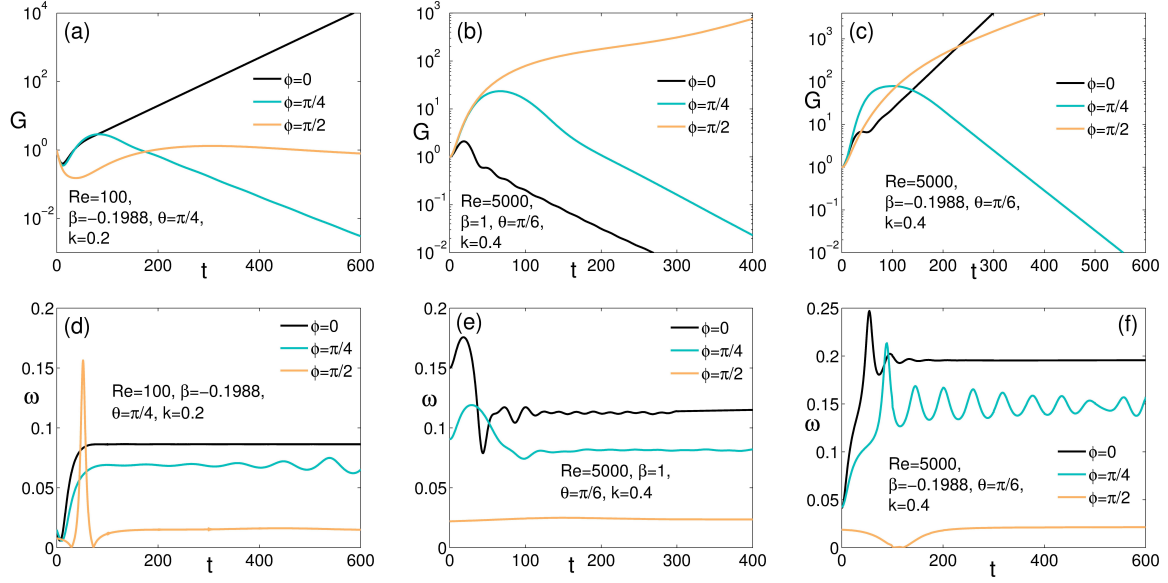 (a)
10^4
10^2
10^0
10^−2
G
ϕ=0
ϕ=π/4
ϕ=π/2
Re=100,
β=−0.1988, θ=π/4,
k=0.2
0 200 400 600
t
(b)
10^3
10^2
10^1
10^0
10^−1
10^−2
G
ϕ=0
ϕ=π/4
ϕ=π/2
Re=5000,
β=1, θ=π/6,
k=0.4
0 100 200 300 400
t
(c)
10^3
10^2
10^1
10^0
10^−1
10^−2
G
ϕ=0
ϕ=π/4
ϕ=π/2
Re=5000,
β=−0.1988, θ=π/6,
k=0.4
0 100 200 300 400 500 600
t
(d)
0.2
0.15
0.1
0.05
0
ω
ϕ=0
ϕ=π/4
ϕ=π/2
Re=100, β=−0.1988,
θ=π/4, k=0.2
0 200 400 600
t
(e)
0.2
0.15
0.1
0.05
0
ω
ϕ=0
ϕ=π/4
ϕ=π/2
Re=5000, β=1,
θ=π/6, k=0.4
0 100 200 300 400
t
(f)
0.25
0.2
0.15
0.1
0.05
0
ω
ϕ=0
ϕ=π/4
ϕ=π/2
Re=5000,
β=−0.1988, θ=π/6,
k=0.4
0 200 400 600
t